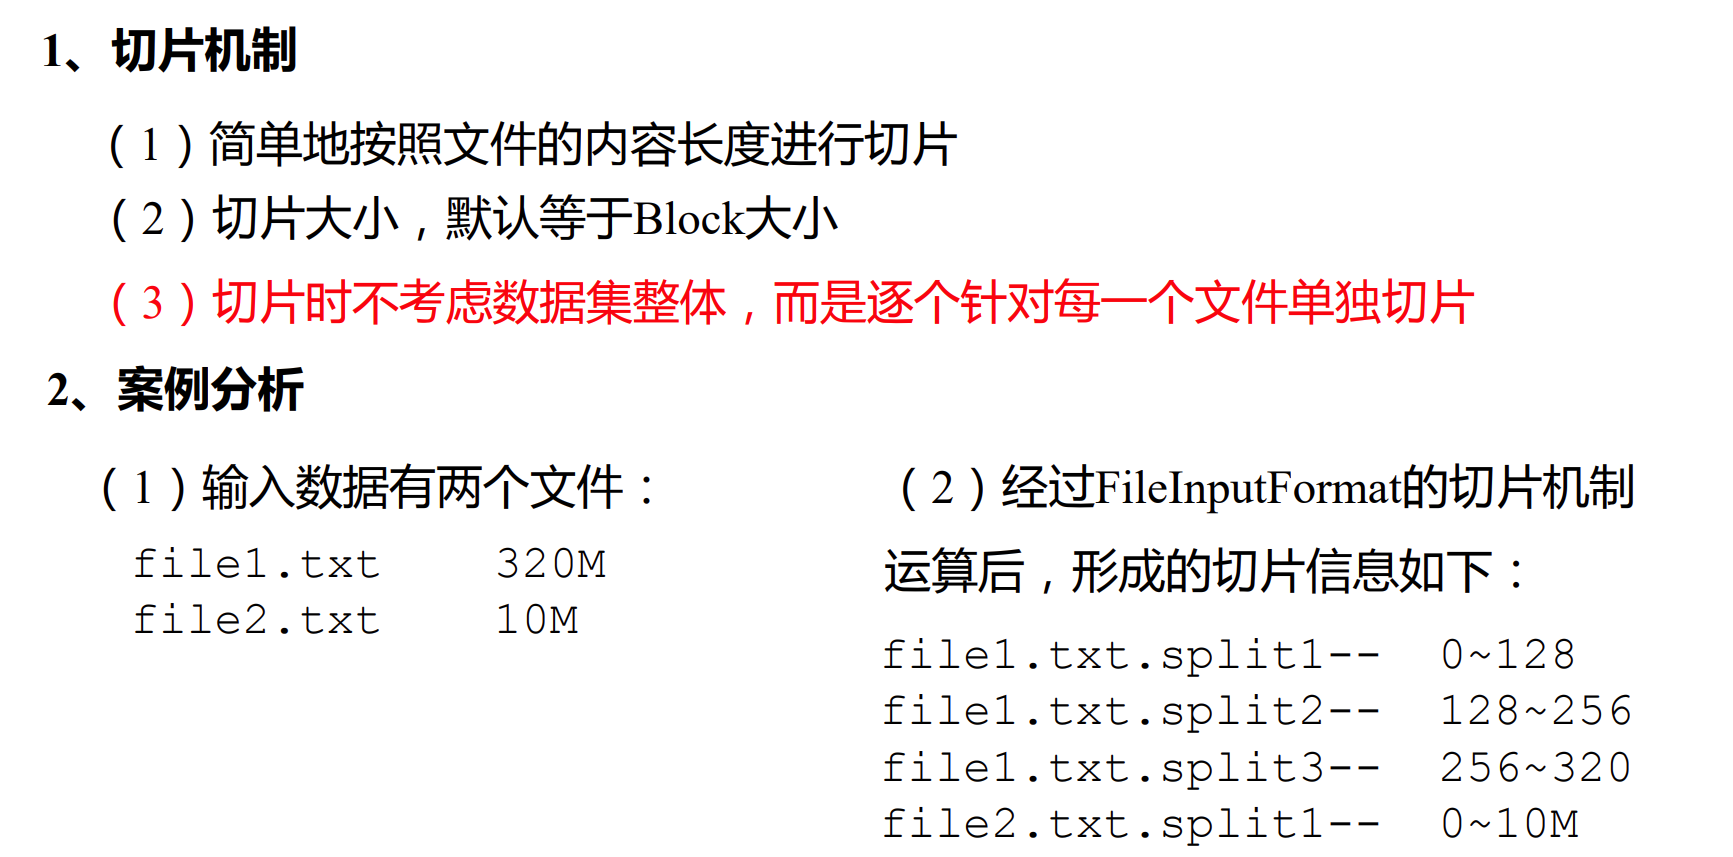 1、切片机制
（1）简单地按照文件的内容长度进行切片
（2）切片大小，默认等于Block大小
（3）切片时不考虑数据集整体，而是逐个针对每一个文件单独切片
2、案例分析
（1）输入数据有两个文件：
file1.txt 320M
file2.txt 10M
（2）经过FileInputFormat的切片机制
运算后，形成的切片信息如下：
file1.txt.split1-- 0~128
file1.txt.split2-- 128~256
file1.txt.split3-- 256~320
file2.txt.split1-- 0~10M